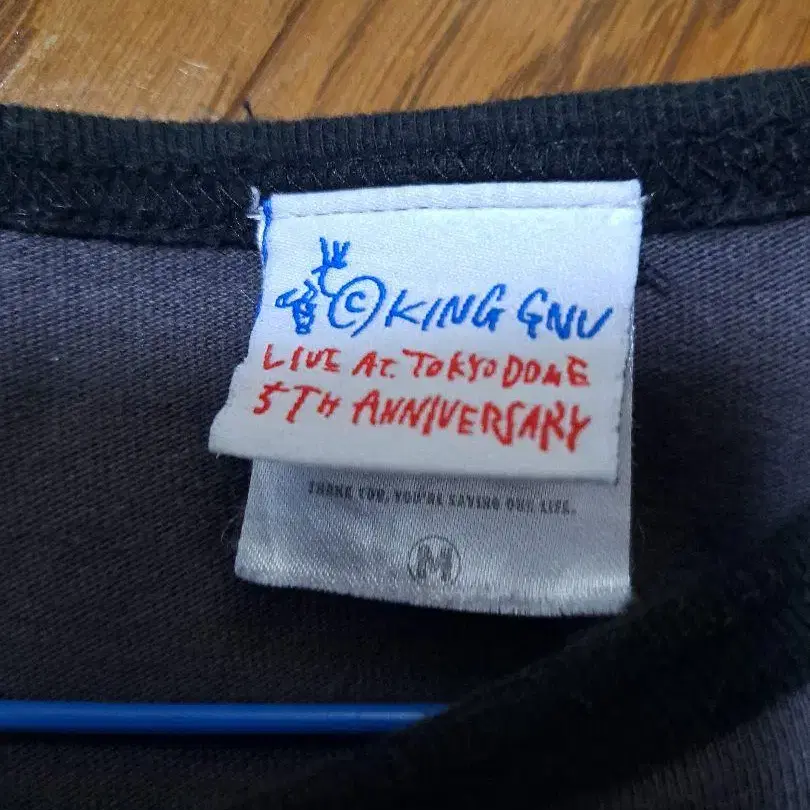 © KING GNU
LIVE AT. TOKYO DOME
5TH ANNIVERSARY
THANK YOU, YOU'RE SAVING OUR LIFE.
M